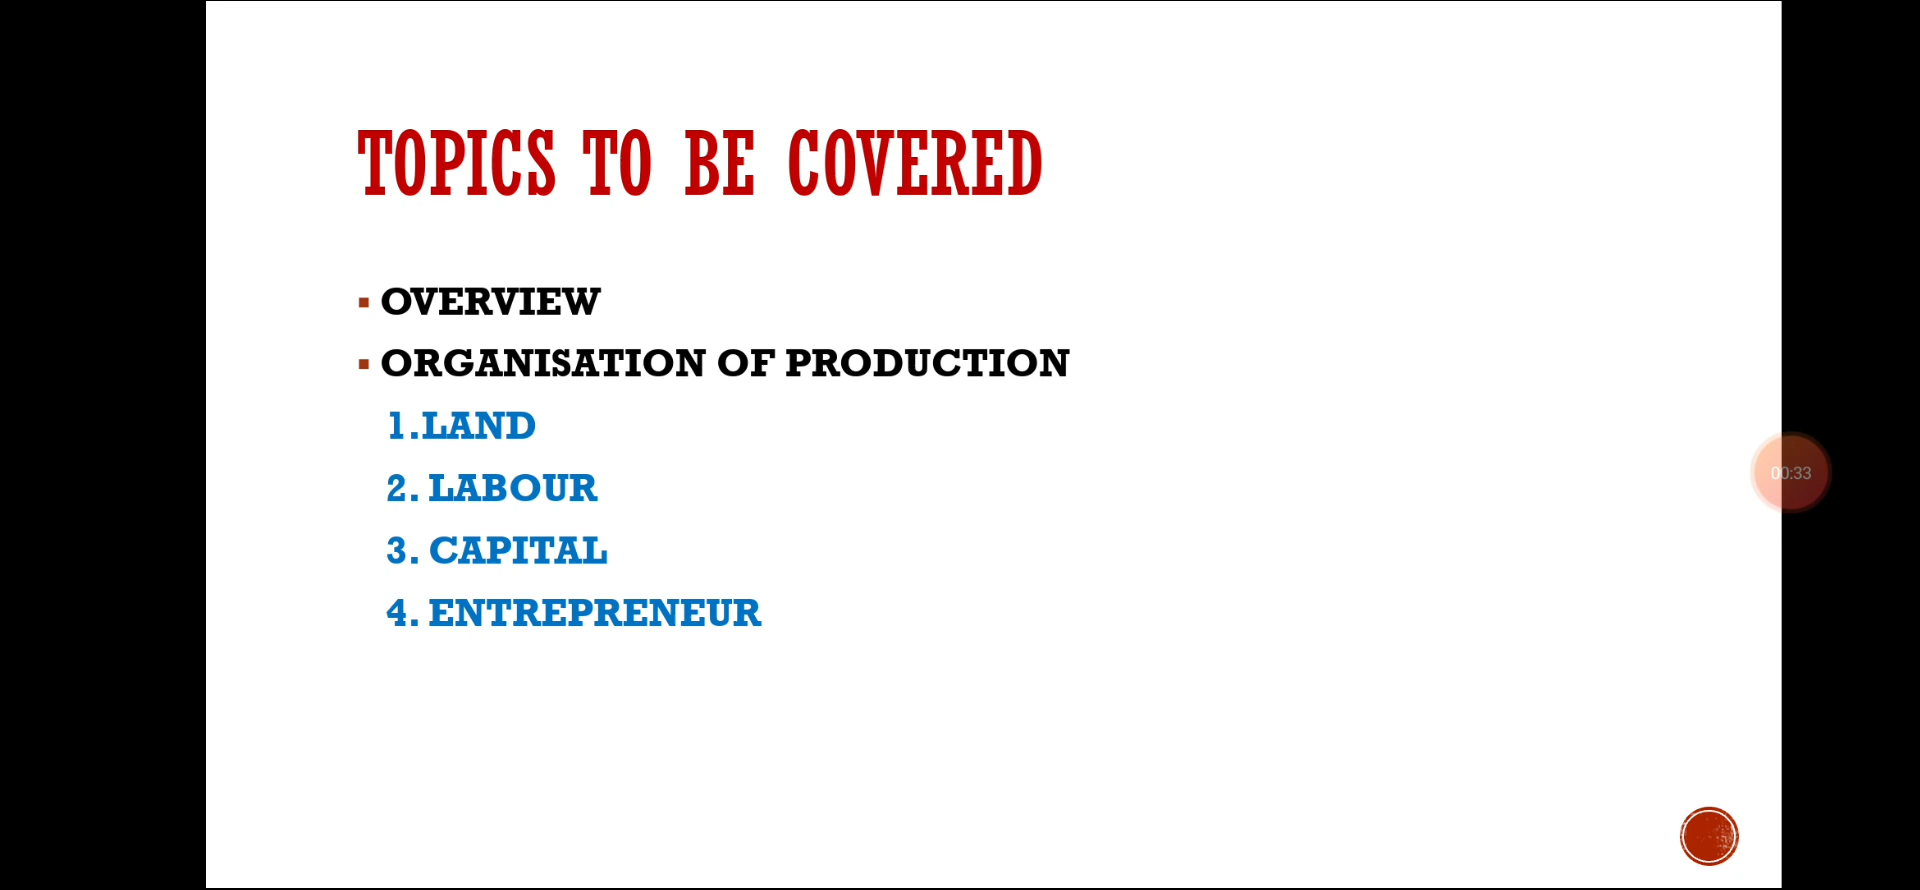 TOPICS TO BE COVERED
▪ OVERVIEW
▪ ORGANISATION OF PRODUCTION
1.LAND
2. LABOUR
3. CAPITAL
4. ENTREPRENEUR
00:33